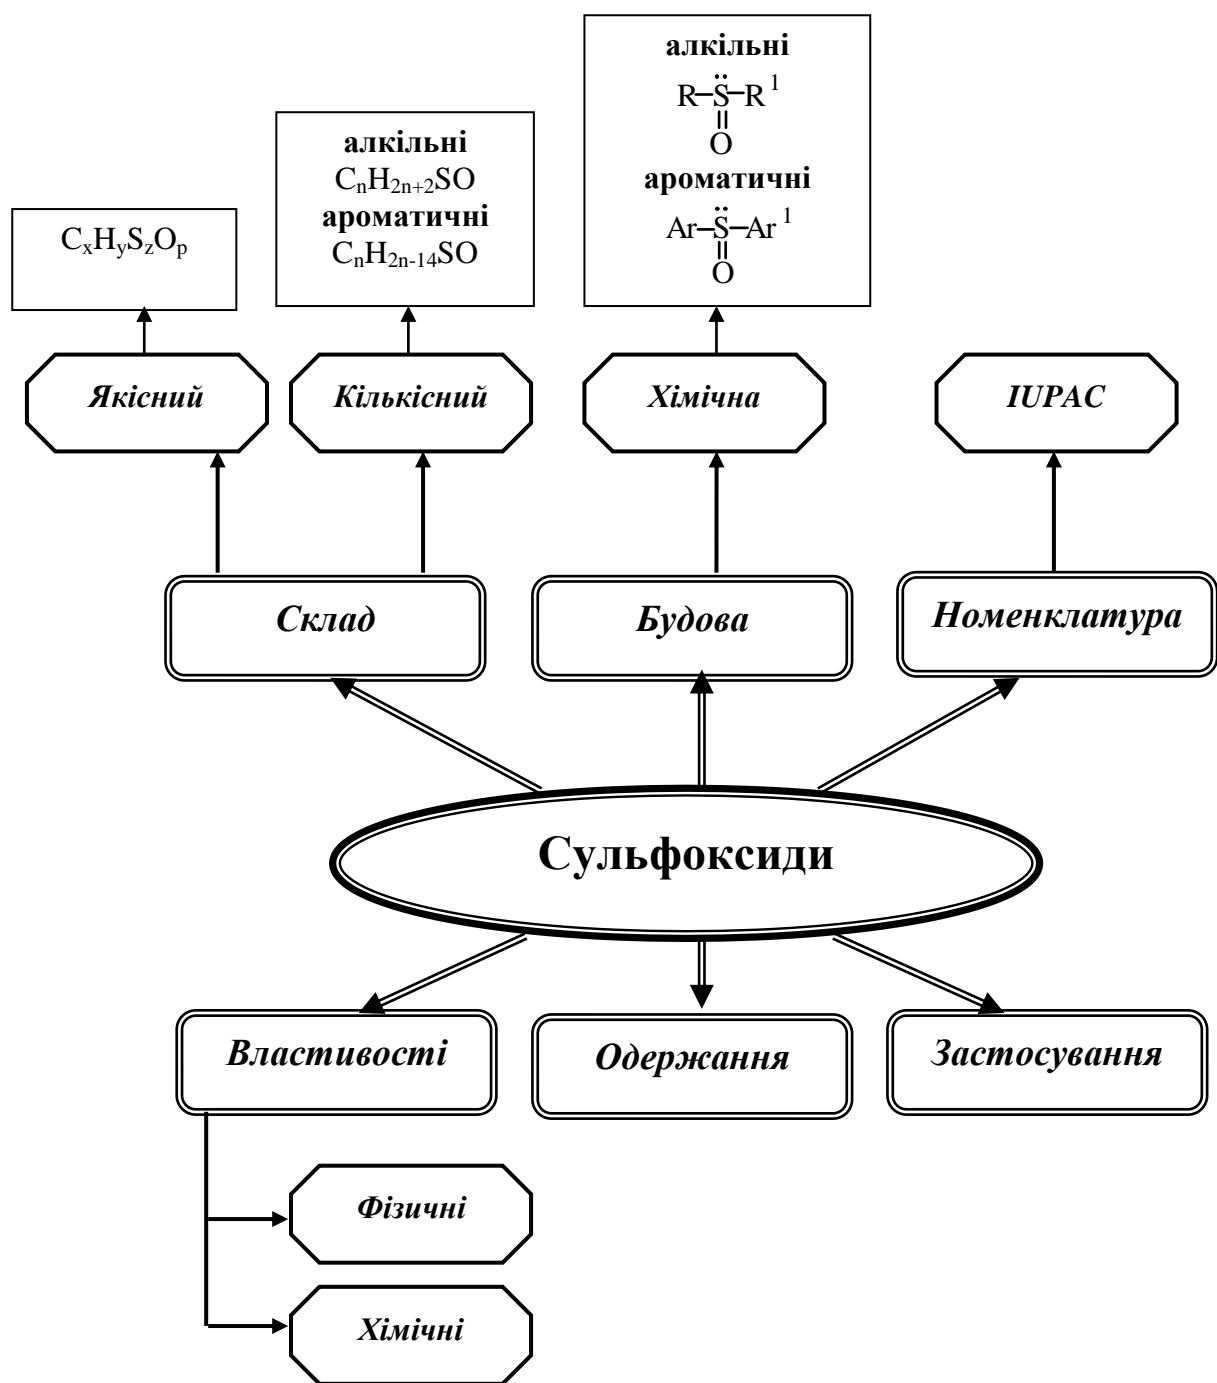 алкільні
R–S̈–R¹
||
O
ароматичні
Ar–S̈–Ar¹
||
O
алкільні
CₙH₂ₙ₊₂SO
ароматичні
CₙH₂ₙ₋₁₄SO
CₓHᵧS_zOₚ
Якісний
Кількісний
Хімічна
IUPAC
Склад
Будова
Номенклатура
Сульфоксиди
Властивості
Одержання
Застосування
Фізичні
Хімічні